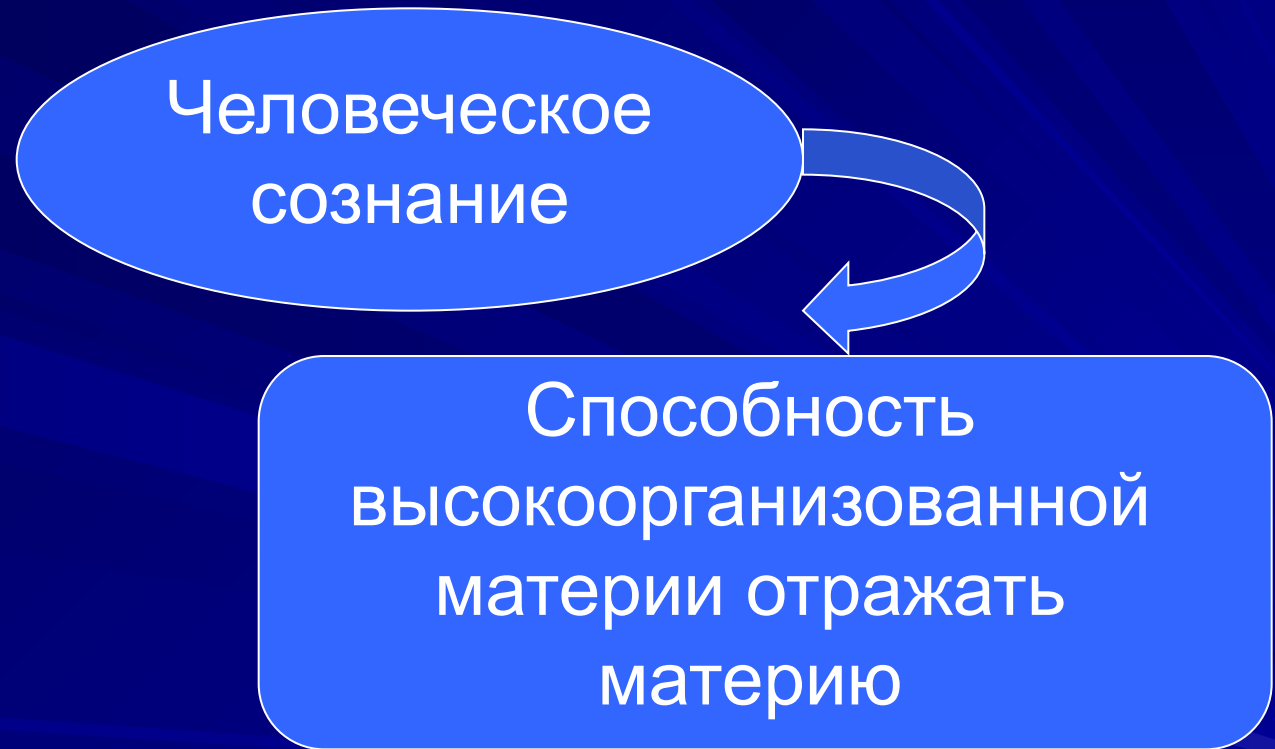 Человеческое
сознание
Способность
высокоорганизованной
материи отражать
материю